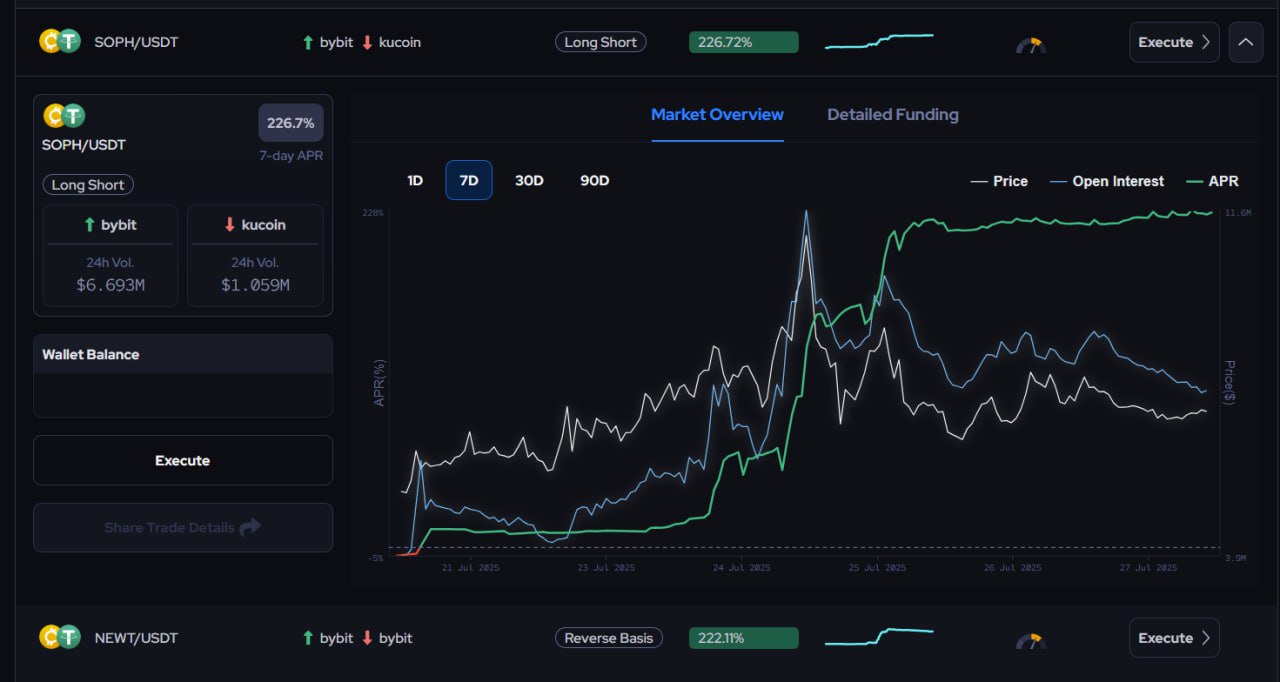 SOPH/USDT bybit kucoin Long Short 226.72% Execute
SOPH/USDT
226.7%
7-day APR
Long Short
bybit
24h Vol.
$6.693M
kucoin
24h Vol.
$1.059M
Wallet Balance
Execute
Share Trade Details
Market Overview Detailed Funding
1D 7D 30D 90D
Price Open Interest APR
228% 11.6M
APR(%)
Price($)
-5% 3.9M
21 Jul 2025 23 Jul 2025 24 Jul 2025 25 Jul 2025 26 Jul 2025 27 Jul 2025
NEWT/USDT bybit bybit Reverse Basis 222.11% Execute